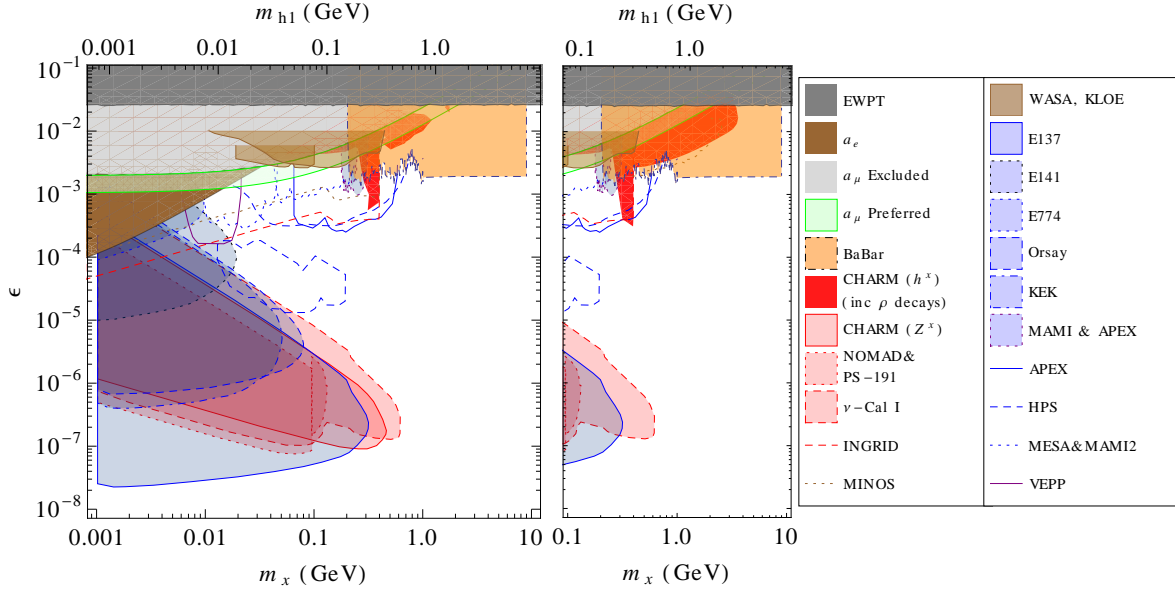 m h1 (GeV)
m h1 (GeV)
0.001 0.01 0.1 1.0
0.1 1.0
10^-1
10^-2
10^-3
10^-4
10^-5
10^-6
10^-7
10^-8
ϵ
0.001 0.01 0.1 1.0 10
0.1 1.0 10
m x (GeV)
m x (GeV)
EWPT
a e
a μ Excluded
a μ Preferred
BaBar
CHARM (h^x)
(inc ρ decays)
CHARM (Z^x)
NOMAD&
PS-191
ν-Cal I
INGRID
MINOS
WASA, KLOE
E137
E141
E774
Orsay
KEK
MAMI & APEX
APEX
HPS
MESA&MAMI2
VEPP